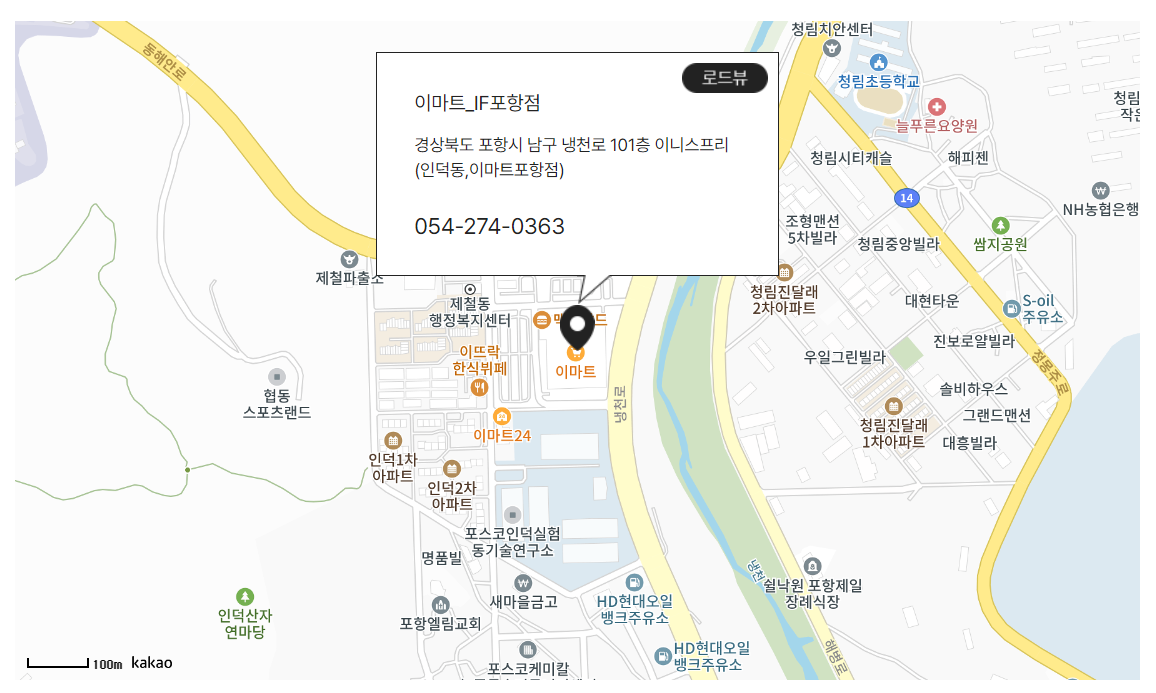 동해안로
청림치안센터
청림초등학교
늘푸른요양원
청림
작은
로드뷰
이마트_IF포항점
경상북도 포항시 남구 냉천로 101층 이니스프리
(인덕동,이마트포항점)
054-274-0363
청림시티캐슬
해피젠
14
NH농협은행
조형맨션
5차빌라
청림중앙빌라
쌈지공원
제철파출소
제철동
행정복지센터
청림진달래
2차아파트
대현타운
S-oil
주유소
드
이마트
진보로얄빌라
우일그린빌라
정몽주로
이뜨락
한식뷔페
냉천로
솔비하우스
그랜드맨션
협동
스포츠랜드
이마트24
청림진달래
1차아파트
대흥빌라
인덕1차
아파트
인덕2차
아파트
포스코인덕실험
동기술연구소
명품빌
냉천
쉴낙원 포항제일
장례식장
새마을금고
HD현대오일
뱅크주유소
인덕산자
연마당
포항엘림교회
해병로
HD현대오일
뱅크주유소
포스코케미칼
100m kakao